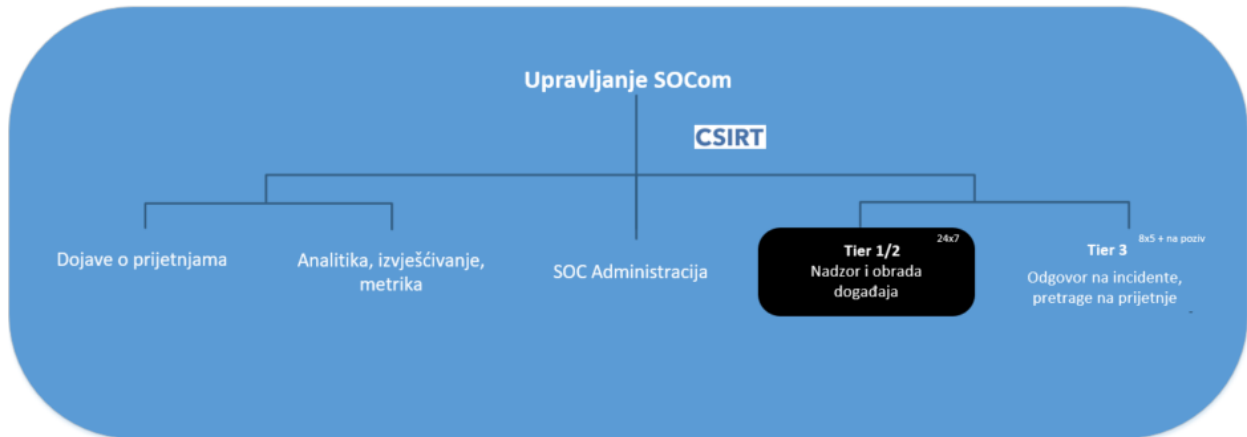 Upravljanje SOCom
CSIRT
Dojave o prijetnjama
Analitika, izvješćivanje,
metrika
SOC Administracija
24x7
Tier 1/2
Nadzor i obrada
događaja
8x5 + na poziv
Tier 3
Odgovor na incidente,
pretrage na prijetnje